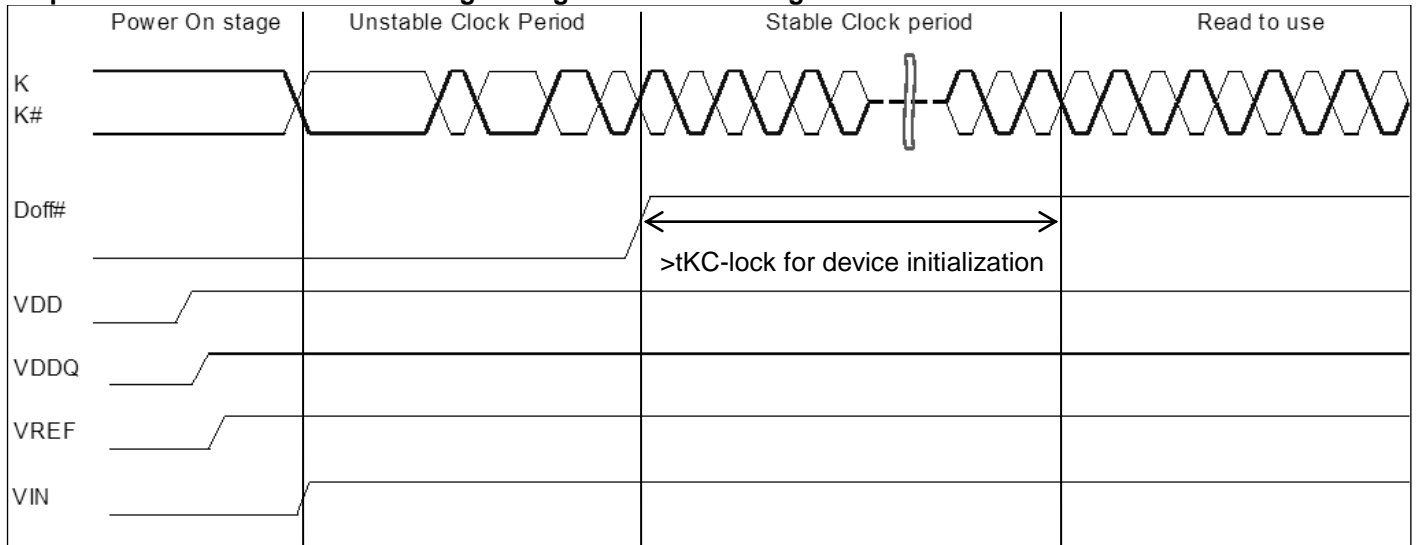 Power On stage Unstable Clock Period Stable Clock period Read to use
K
K#
Doff#
>tKC-lock for device initialization
VDD
VDDQ
VREF
VIN